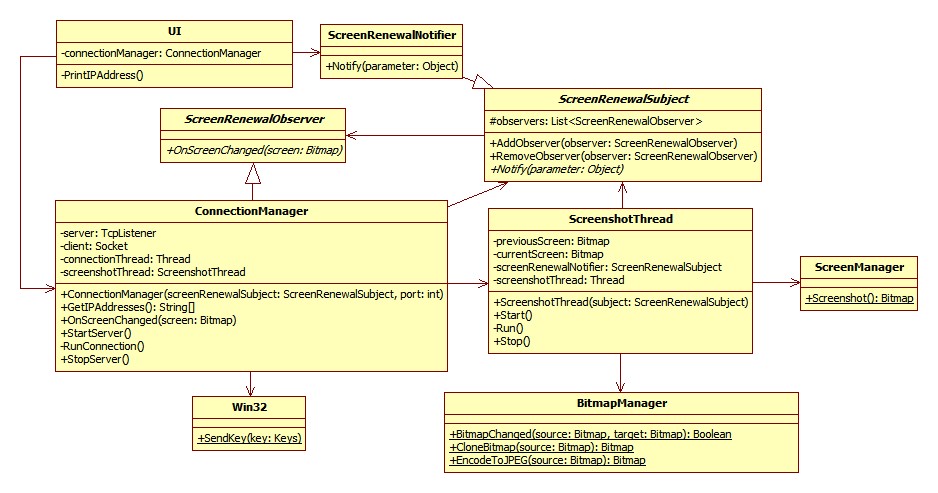 UI
-connectionManager: ConnectionManager
-PrintIPAddress()
ScreenRenewalNotifier
+Notify(parameter: Object)
ScreenRenewalSubject
#observers: List<ScreenRenewalObserver>
+AddObserver(observer: ScreenRenewalObserver)
+RemoveObserver(observer: ScreenRenewalObserver)
+Notify(parameter: Object)
ScreenRenewalObserver
+OnScreenChanged(screen: Bitmap)
ConnectionManager
-server: TcpListener
-client: Socket
-connectionThread: Thread
-screenshotThread: ScreenshotThread
+ConnectionManager(screenRenewalSubject: ScreenRenewalSubject, port: int)
+GetIPAddresses(): String[]
+OnScreenChanged(screen: Bitmap)
+StartServer()
-RunConnection()
+StopServer()
ScreenshotThread
-previousScreen: Bitmap
-currentScreen: Bitmap
-screenRenewalNotifier: ScreenRenewalSubject
-screenshotThread: Thread
+ScreenshotThread(subject: ScreenRenewalSubject)
+Start()
-Run()
+Stop()
ScreenManager
+Screenshot(): Bitmap
Win32
+SendKey(key: Keys)
BitmapManager
+BitmapChanged(source: Bitmap, target: Bitmap): Boolean
+CloneBitmap(source: Bitmap): Bitmap
+EncodeToJPEG(source: Bitmap): Bitmap